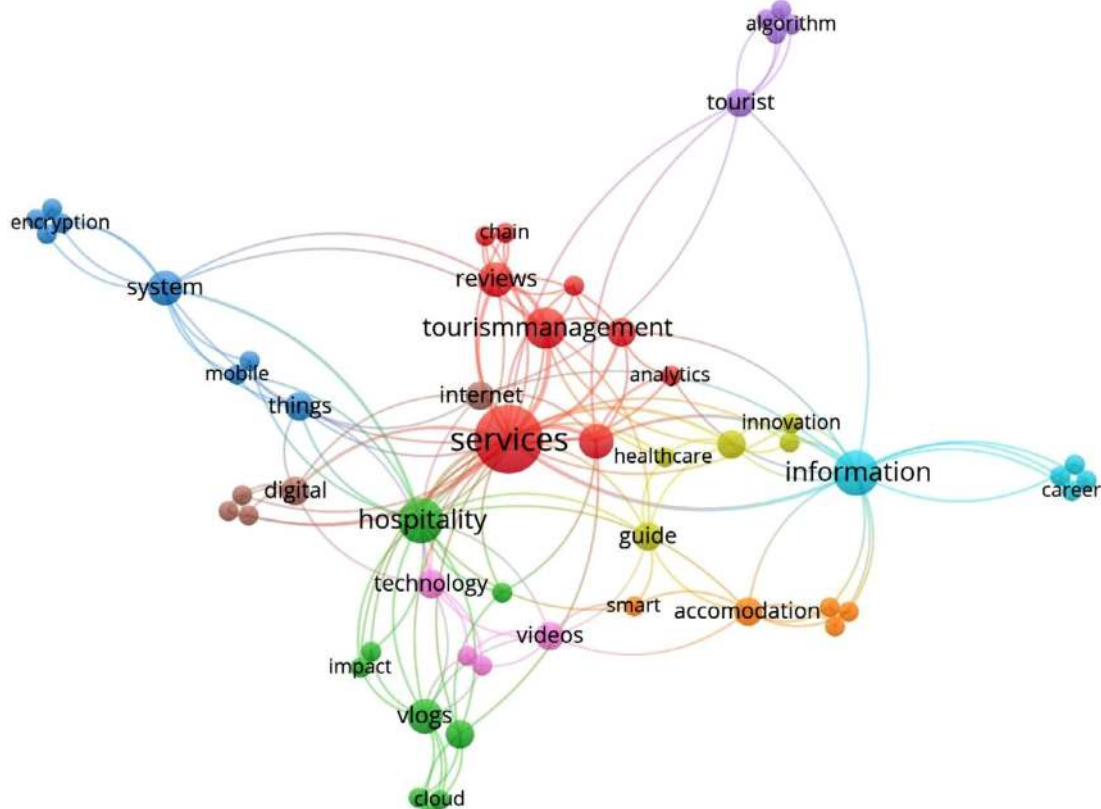 algorithm
tourist
encryption
chain
system
reviews
tourismmanagement
mobile
analytics
internet
things
innovation
services
healthcare
information
digital
career
hospitality
guide
technology
smart
accomodation
videos
impact
vlogs
cloud